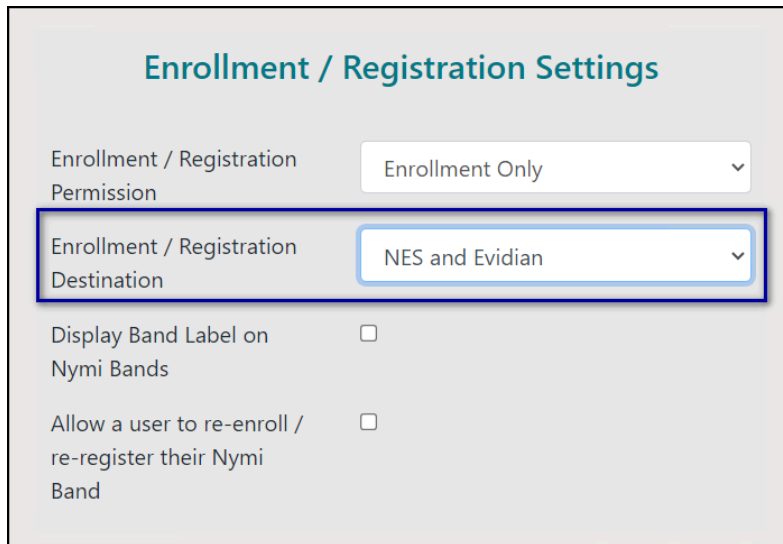 Enrollment / Registration Settings
Enrollment / Registration
Permission
Enrollment Only
Enrollment / Registration
Destination
NES and Evidian
Display Band Label on
Nymi Bands
Allow a user to re-enroll /
re-register their Nymi
Band